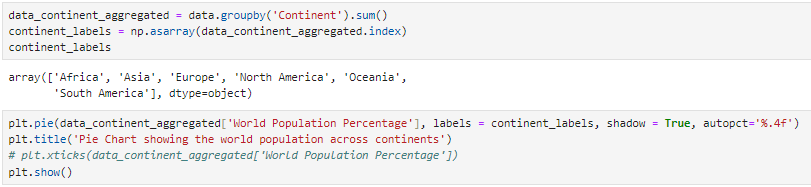 data_continent_aggregated = data.groupby('Continent').sum()
continent_labels = np.asarray(data_continent_aggregated.index)
continent_labels
array(['Africa', 'Asia', 'Europe', 'North America', 'Oceania',
'South America'], dtype=object)
plt.pie(data_continent_aggregated['World Population Percentage'], labels = continent_labels, shadow = True, autopct='%.4f')
plt.title('Pie Chart showing the world population across continents')
# plt.xticks(data_continent_aggregated['World Population Percentage'])
plt.show()